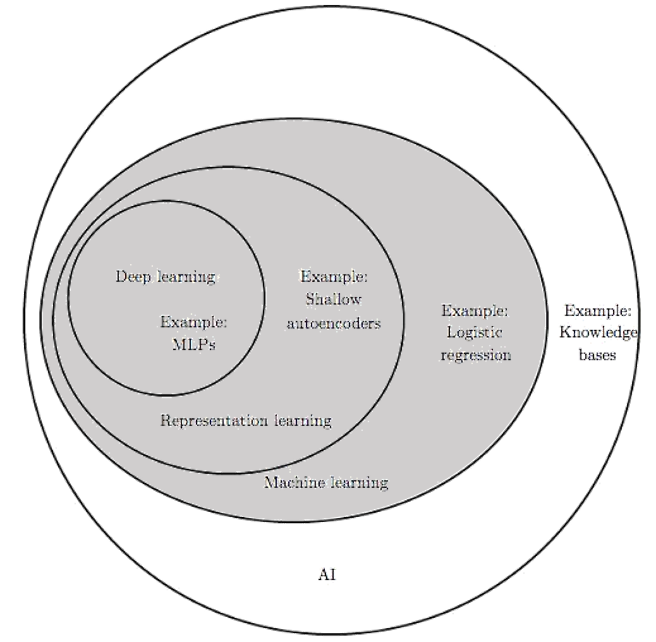 Deep learning
Example:
MLPs
Example:
Shallow
autoencoders
Example:
Logistic
regression
Example:
Knowledge
bases
Representation learning
Machine learning
AI